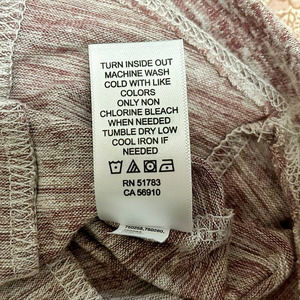 TURN INSIDE OUT
MACHINE WASH
COLD WITH LIKE
COLORS
ONLY NON
CHLORINE BLEACH
WHEN NEEDED
TUMBLE DRY LOW
COOL IRON IF
NEEDED
RN 51783
CA 56910